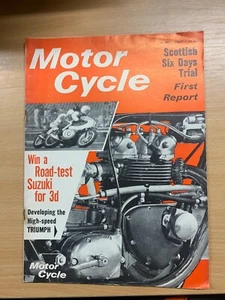 Motor
Cycle
Scottish
Six Days
Trial
First
Report
Win a
Road-test
Suzuki
for 3d
Developing the
High-speed
TRIUMPH
Motor
Cycle